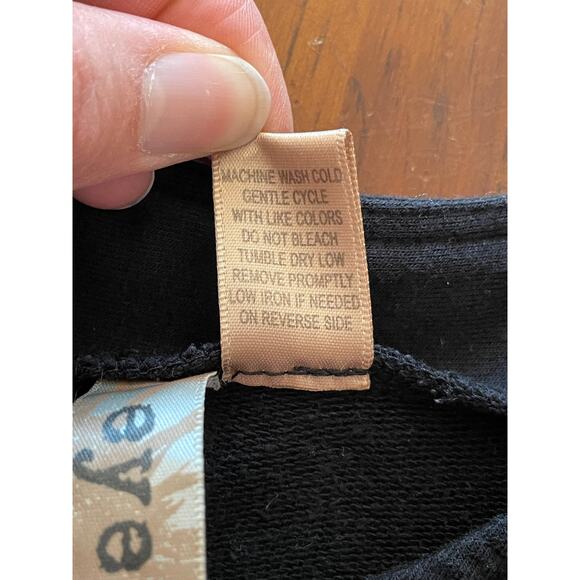 MACHINE WASH COLD
GENTLE CYCLE
WITH LIKE COLORS
DO NOT BLEACH
TUMBLE DRY LOW
REMOVE PROMPTLY
LOW IRON IF NEEDED
ON REVERSE SIDE